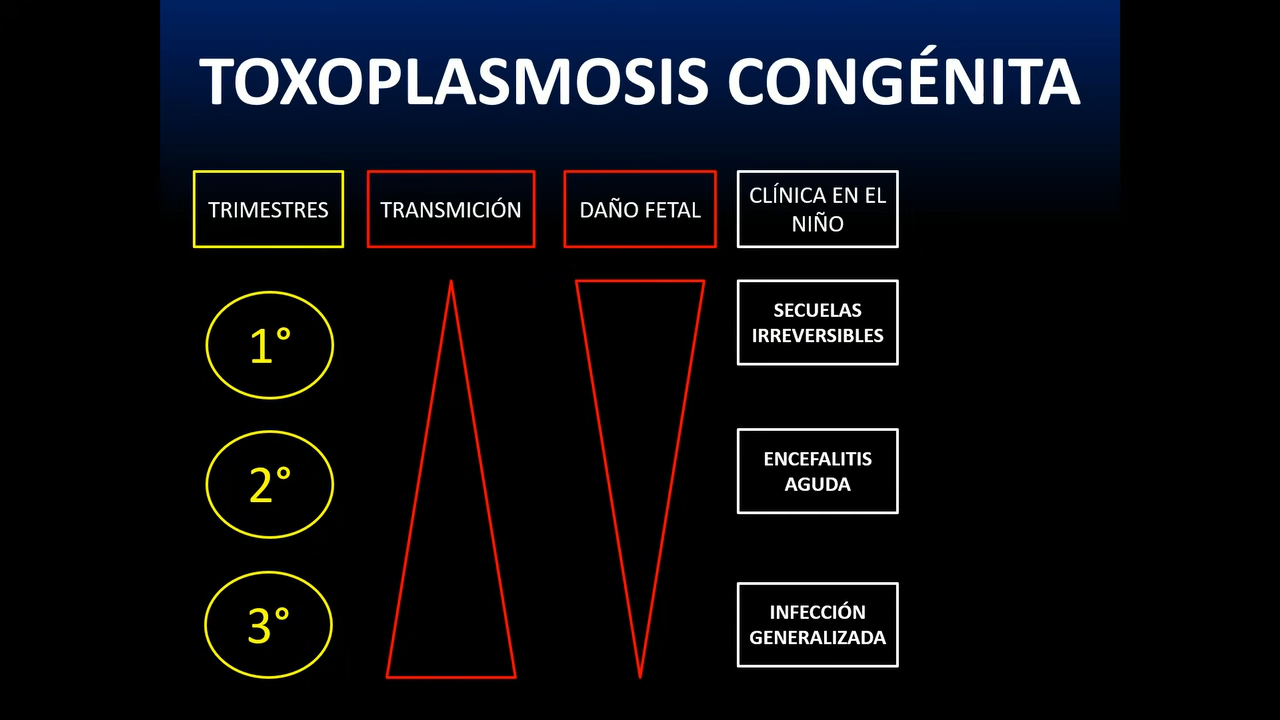 TOXOPLASMOSIS CONGÉNITA
TRIMESTRES
TRANSMICIÓN
DAÑO FETAL
CLÍNICA EN EL
NIÑO
1°
SECUELAS
IRREVERSIBLES
2°
ENCEFALITIS
AGUDA
3°
INFECCIÓN
GENERALIZADA